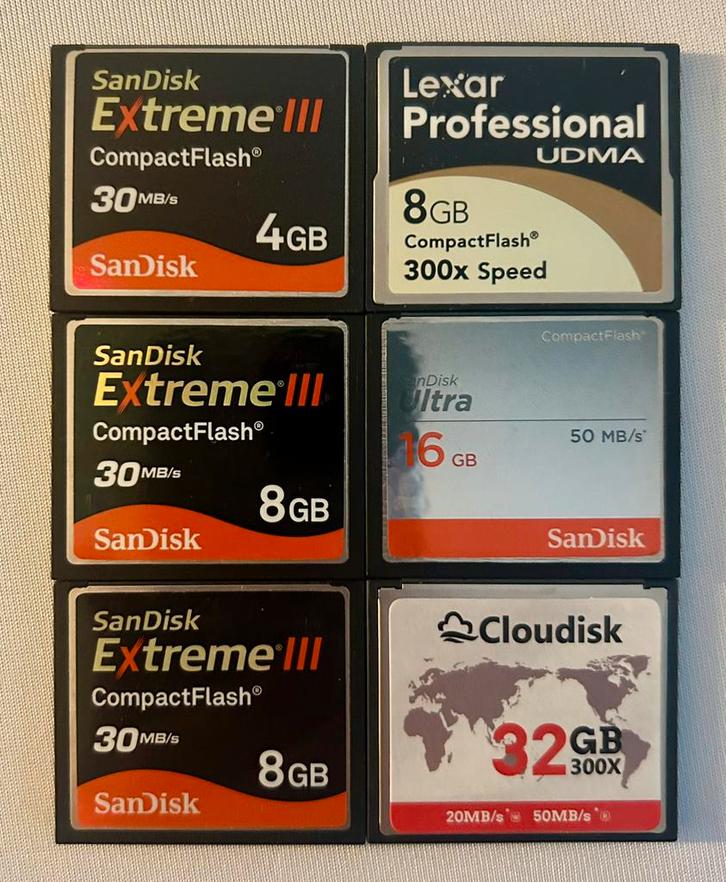 SanDisk
Extreme® III
CompactFlash®
30MB/s
4GB
SanDisk
Lexar
Professional
UDMA
8GB
CompactFlash®
300x Speed
SanDisk
Extreme® III
CompactFlash®
30MB/s
8GB
SanDisk
CompactFlash®
SanDisk
Ultra
16 GB
50 MB/s*
SanDisk
SanDisk
Extreme® III
CompactFlash®
30MB/s
8GB
SanDisk
Cloudisk
32GB
300X
20MB/s* 50MB/s*